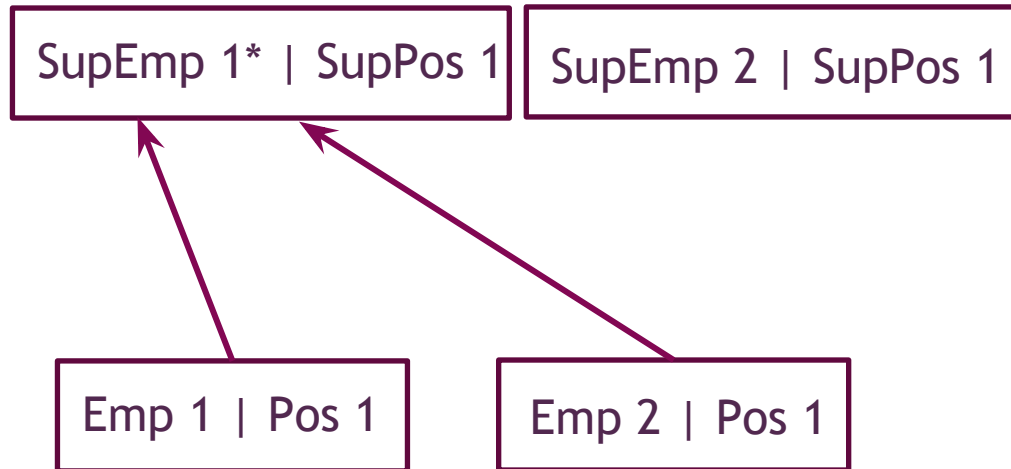 SupEmp 1* | SupPos 1
SupEmp 2 | SupPos 1
Emp 1 | Pos 1
Emp 2 | Pos 1